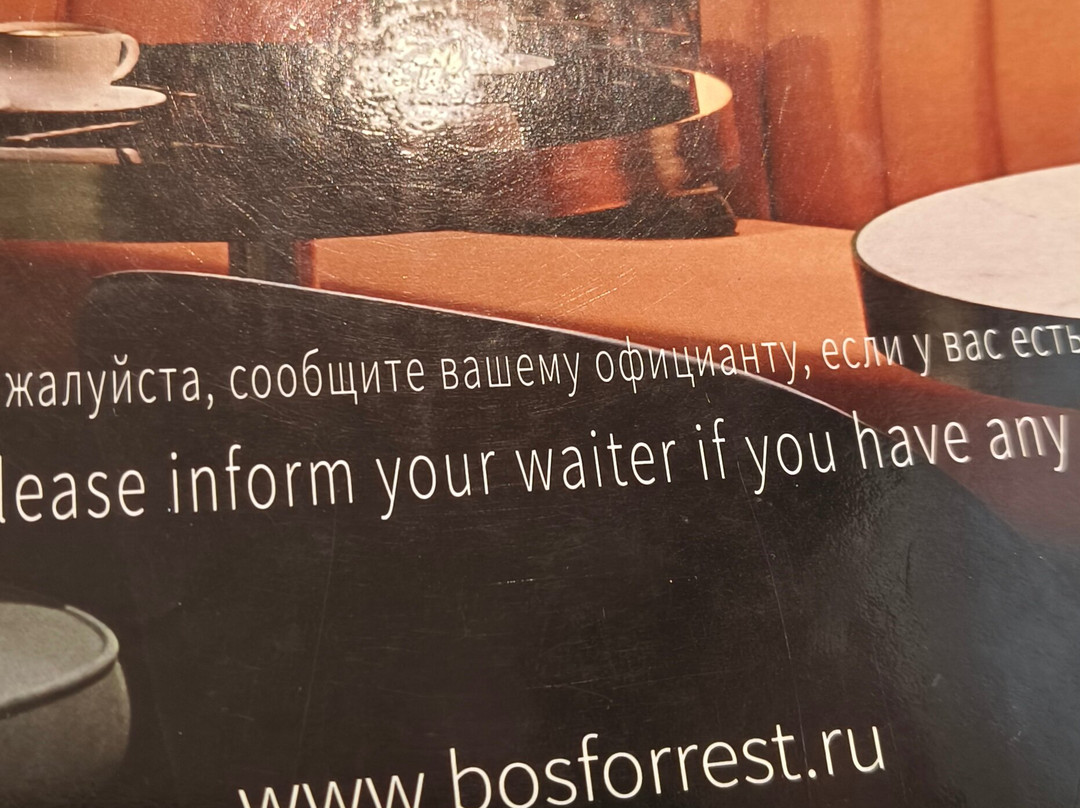 жалуйста, сообщите вашему официанту, если у вас есть
lease inform your waiter if you have any
www.bosforrest.ru